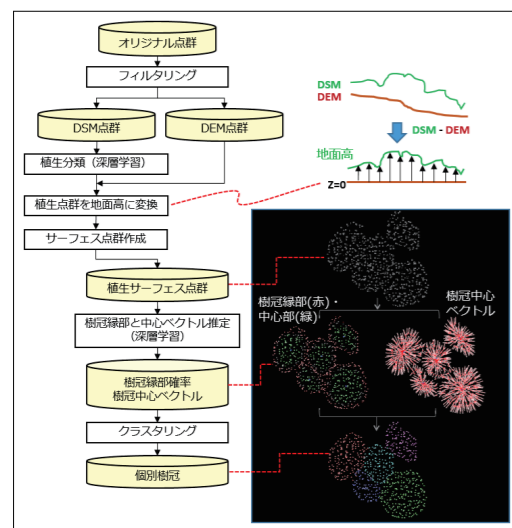 オリジナル点群
フィルタリング
DSM点群
DEM点群
植生分類（深層学習）
植生点群を地面高に変換
サーフェス点群作成
植生サーフェス点群
樹冠縁部と中心ベクトル推定
(深層学習)
樹冠縁部確率
樹冠中心ベクトル
クラスタリング
個別樹冠
DSM
DEM
DSM - DEM
地面高
Z=0
樹冠縁部(赤)・
中心部(緑)
樹冠中心
ベクトル